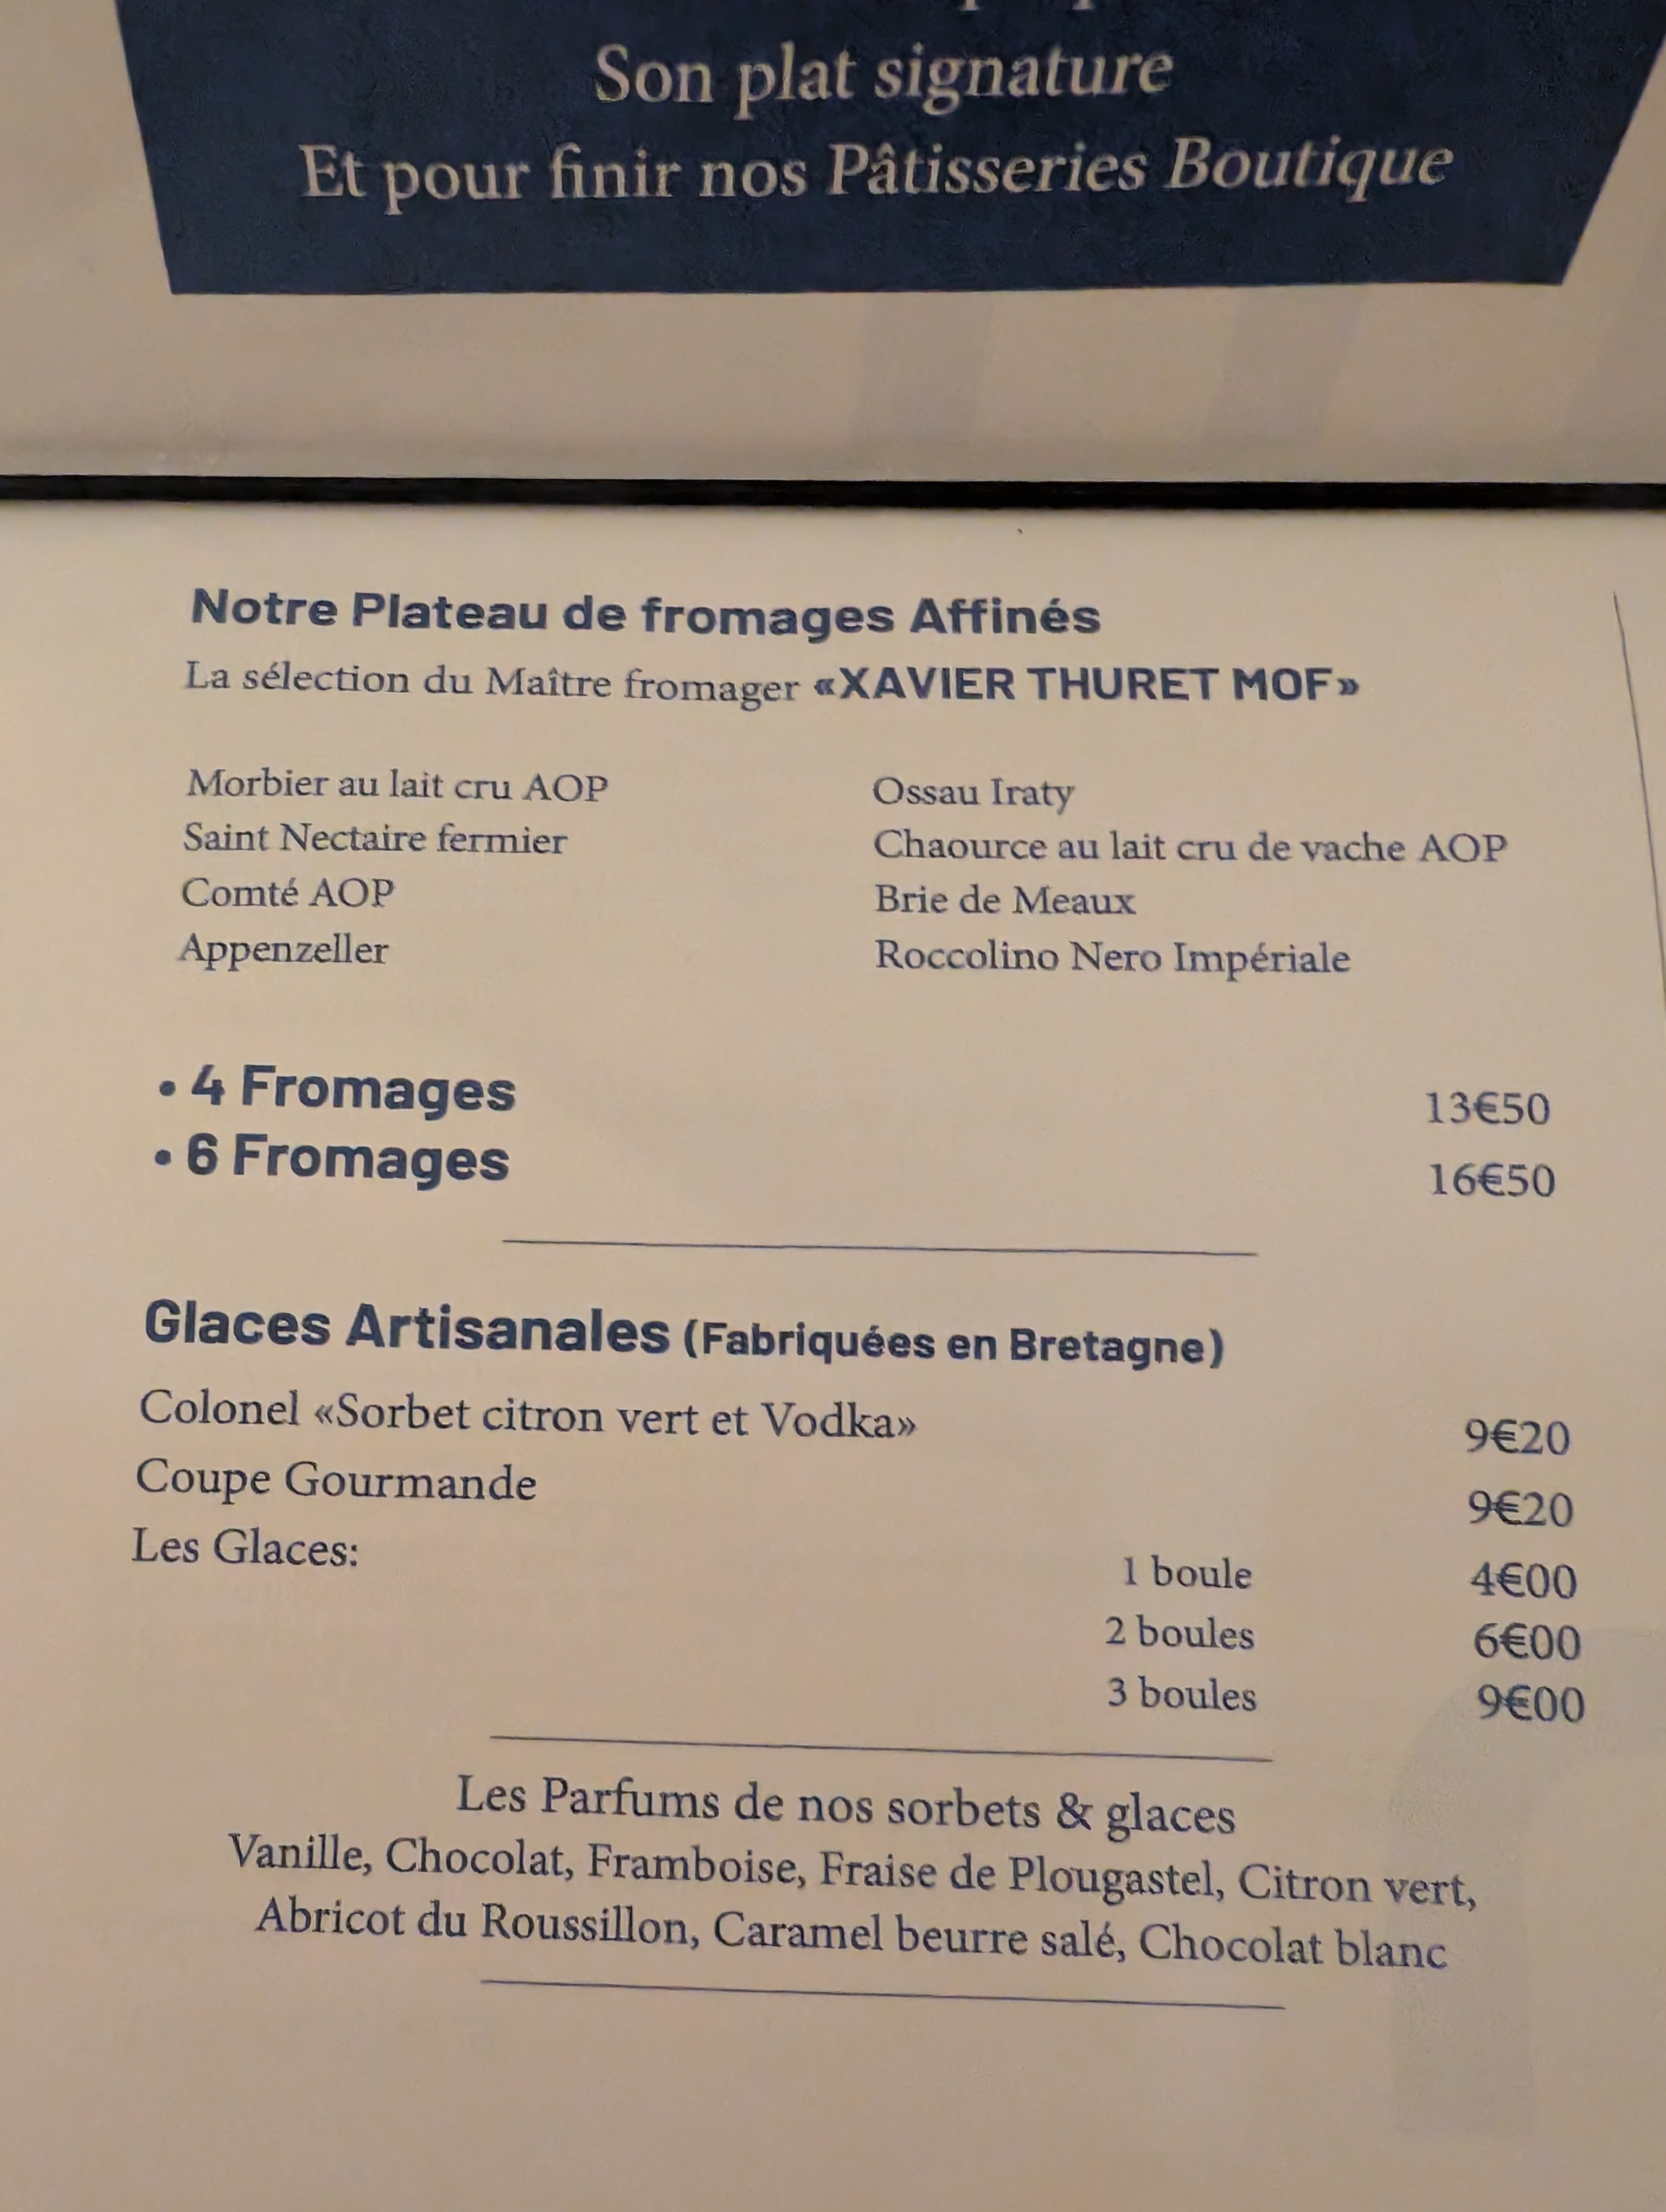 Son plat signature
Et pour finir nos Pâtisseries Boutique
Notre Plateau de fromages Affinés
La sélection du Maître fromager «XAVIER THURET MOF»
Morbier au lait cru AOP
Saint Nectaire fermier
Comté AOP
Appenzeller
Ossau Iraty
Chaource au lait cru de vache AOP
Brie de Meaux
Roccolino Nero Impériale
• 4 Fromages 13€50
• 6 Fromages 16€50
Glaces Artisanales (Fabriquées en Bretagne)
Colonel «Sorbet citron vert et Vodka» 9€20
Coupe Gourmande 9€20
Les Glaces: 1 boule 4€00
2 boules 6€00
3 boules 9€00
Les Parfums de nos sorbets & glaces
Vanille, Chocolat, Framboise, Fraise de Plougastel, Citron vert,
Abricot du Roussillon, Caramel beurre salé, Chocolat blanc